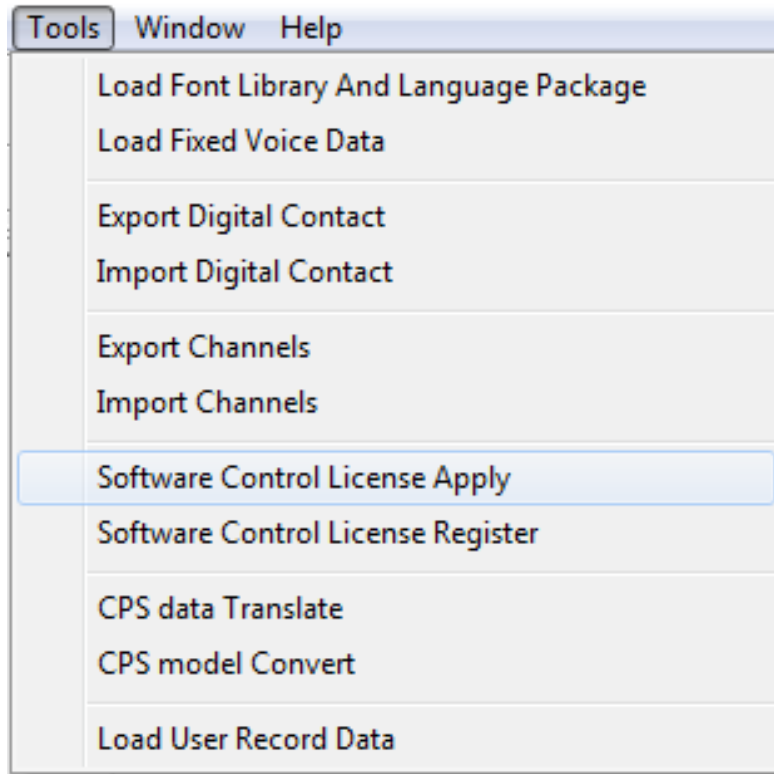 Tools Window Help
Load Font Library And Language Package
Load Fixed Voice Data
Export Digital Contact
Import Digital Contact
Export Channels
Import Channels
Software Control License Apply
Software Control License Register
CPS data Translate
CPS model Convert
Load User Record Data